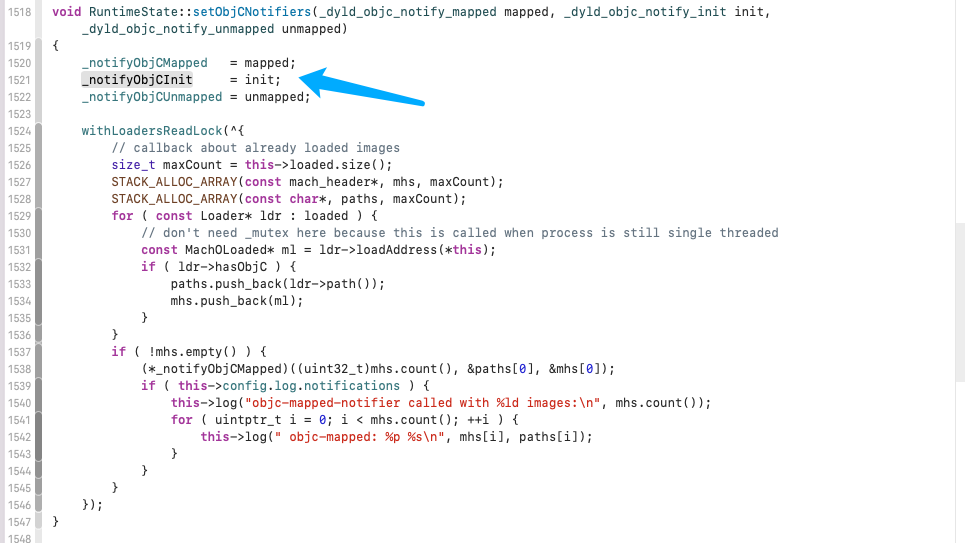 1518 void RuntimeState::setObjCNotifiers(_dyld_objc_notify_mapped mapped, _dyld_objc_notify_init init,
_dyld_objc_notify_unmapped unmapped)
1519 {
1520     _notifyObjCMapped   = mapped;
1521     _notifyObjCInit     = init;
1522     _notifyObjCUnmapped = unmapped;
1523
1524     withLoadersReadLock(^{
1525         // callback about already loaded images
1526         size_t maxCount = this->loaded.size();
1527         STACK_ALLOC_ARRAY(const mach_header*, mhs, maxCount);
1528         STACK_ALLOC_ARRAY(const char*, paths, maxCount);
1529         for ( const Loader* ldr : loaded ) {
1530             // don't need _mutex here because this is called when process is still single threaded
1531             const MachOLoaded* ml = ldr->loadAddress(*this);
1532             if ( ldr->hasObjC ) {
1533                 paths.push_back(ldr->path());
1534                 mhs.push_back(ml);
1535             }
1536         }
1537         if ( !mhs.empty() ) {
1538             (*_notifyObjCMapped)((uint32_t)mhs.count(), &paths[0], &mhs[0]);
1539             if ( this->config.log.notifications ) {
1540                 this->log("objc-mapped-notifier called with %ld images:\n", mhs.count());
1541                 for ( uintptr_t i = 0; i < mhs.count(); ++i ) {
1542                     this->log(" objc-mapped: %p %s\n", mhs[i], paths[i]);
1543                 }
1544             }
1545         }
1546     });
1547 }
1548